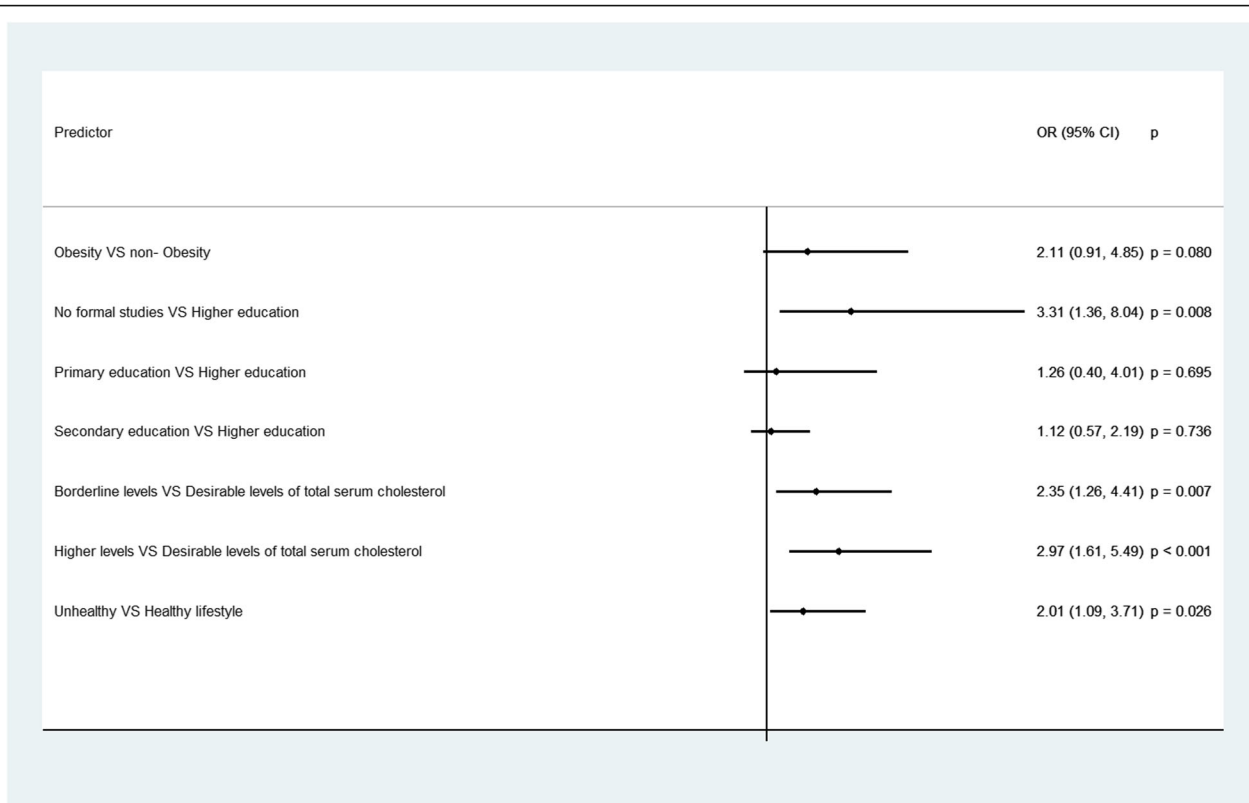 Predictor OR (95% CI) p
Obesity VS non- Obesity 2.11 (0.91, 4.85) p = 0.080
No formal studies VS Higher education 3.31 (1.36, 8.04) p = 0.008
Primary education VS Higher education 1.26 (0.40, 4.01) p = 0.695
Secondary education VS Higher education 1.12 (0.57, 2.19) p = 0.736
Borderline levels VS Desirable levels of total serum cholesterol 2.35 (1.26, 4.41) p = 0.007
Higher levels VS Desirable levels of total serum cholesterol 2.97 (1.61, 5.49) p < 0.001
Unhealthy VS Healthy lifestyle 2.01 (1.09, 3.71) p = 0.026